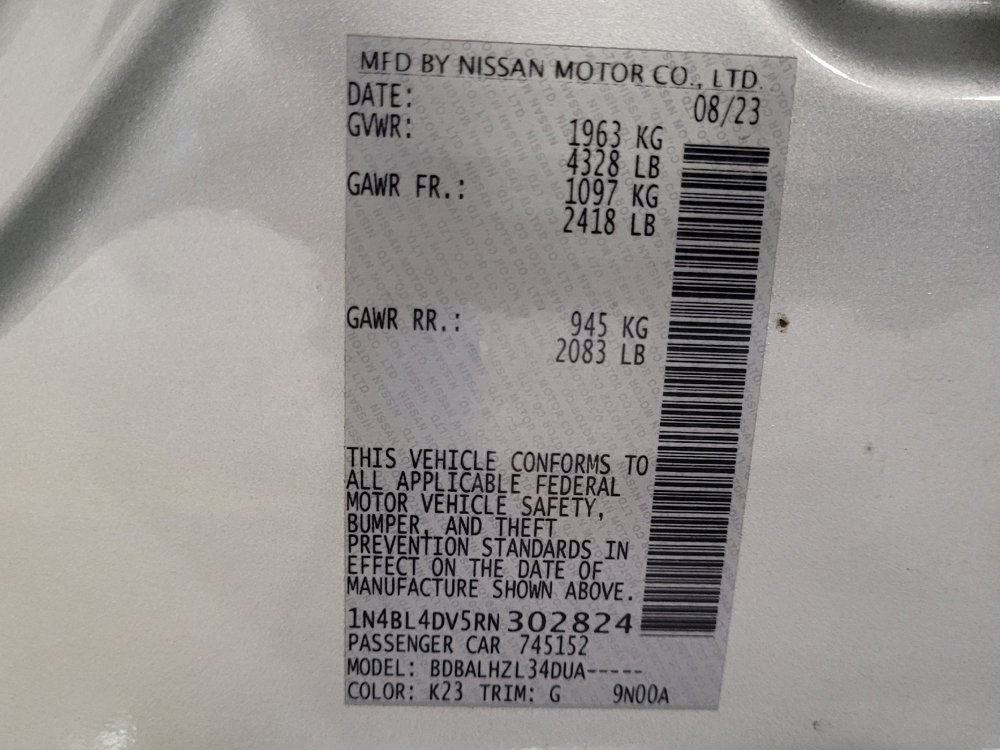 MFD BY NISSAN MOTOR CO., LTD.
DATE: 08/23
GVWR: 1963 KG
4328 LB
GAWR FR.: 1097 KG
2418 LB
GAWR RR.: 945 KG
2083 LB
THIS VEHICLE CONFORMS TO
ALL APPLICABLE FEDERAL
MOTOR VEHICLE SAFETY,
BUMPER, AND THEFT
PREVENTION STANDARDS IN
EFFECT ON THE DATE OF
MANUFACTURE SHOWN ABOVE.
1N4BL4DV5RN302824
PASSENGER CAR 745152
MODEL: BDBALHZL34DUA-----
COLOR: K23 TRIM: G 9N00A